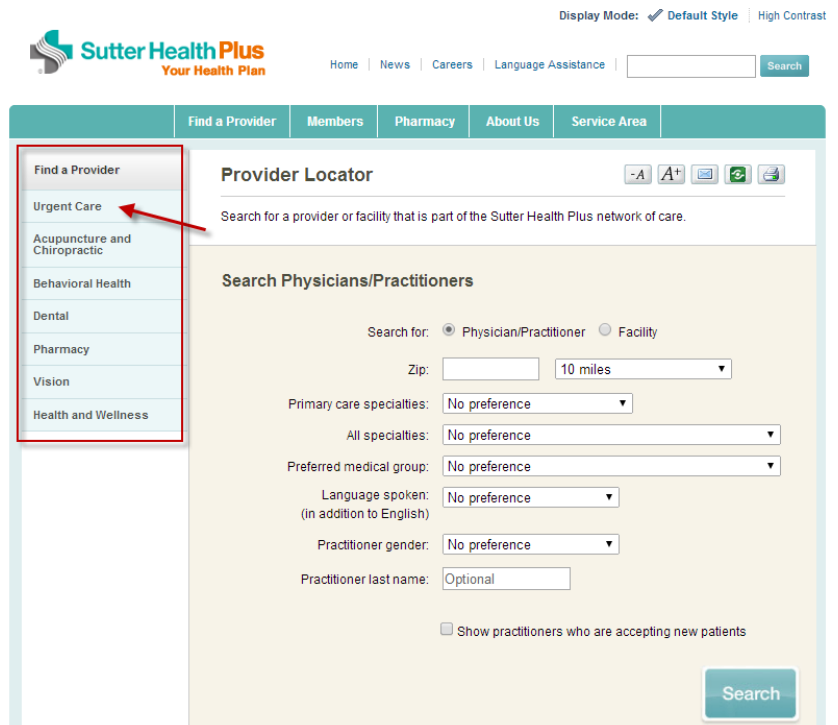 Display Mode: Default Style High Contrast
Sutter Health Plus
Your Health Plan
Home News Careers Language Assistance Search
Find a Provider Members Pharmacy About Us Service Area
Find a Provider
Urgent Care
Acupuncture and
Chiropractic
Behavioral Health
Dental
Pharmacy
Vision
Health and Wellness
Provider Locator
-A A+
Search for a provider or facility that is part of the Sutter Health Plus network of care.
Search Physicians/Practitioners
Search for: Physician/Practitioner Facility
Zip: 10 miles
Primary care specialties: No preference
All specialties: No preference
Preferred medical group: No preference
Language spoken: No preference
(in addition to English)
Practitioner gender: No preference
Practitioner last name: Optional
Show practitioners who are accepting new patients
Search